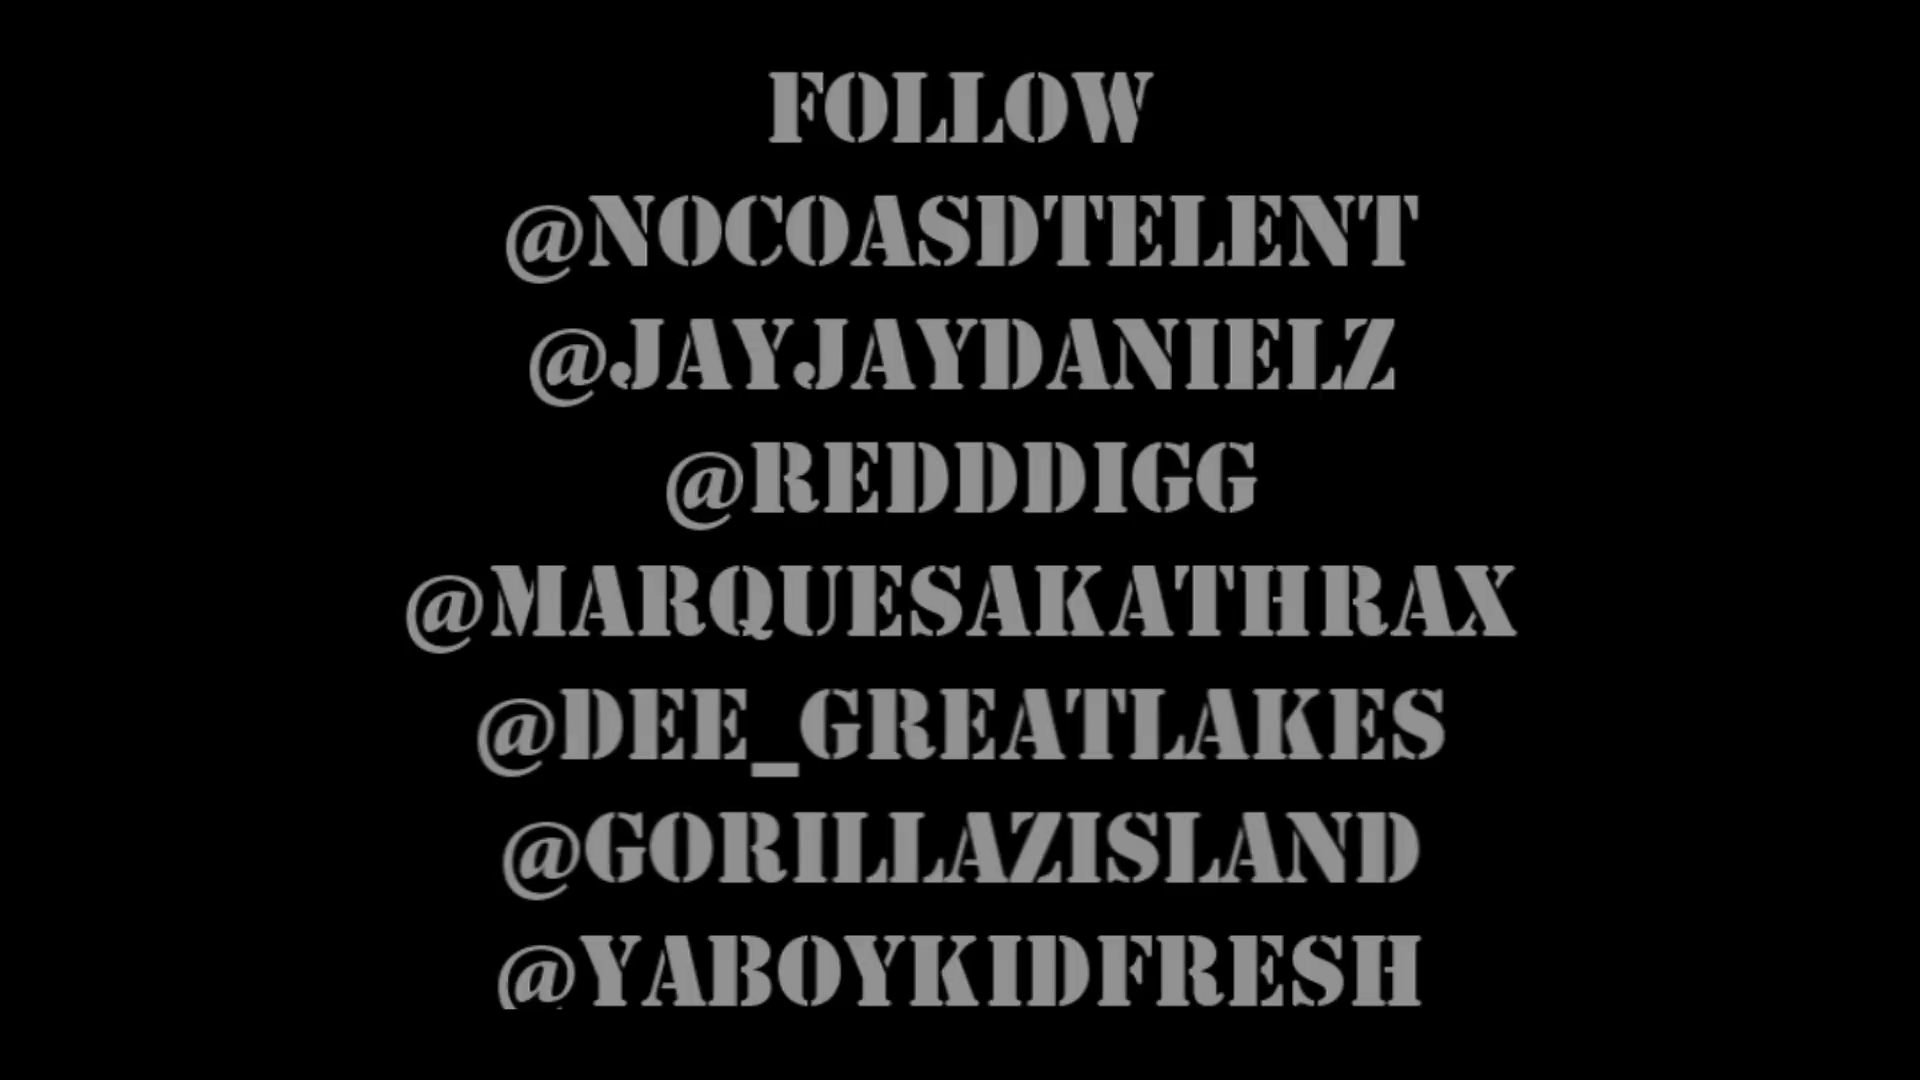 FOLLOW
@NOCOASDTELENT
@JAYJAYDANIELZ
@REDDDIGG
@MARQUESAKATHRAX
@DEE_GREATLAKES
@GORILLAZISLAND
@YABOYKIDFRESH